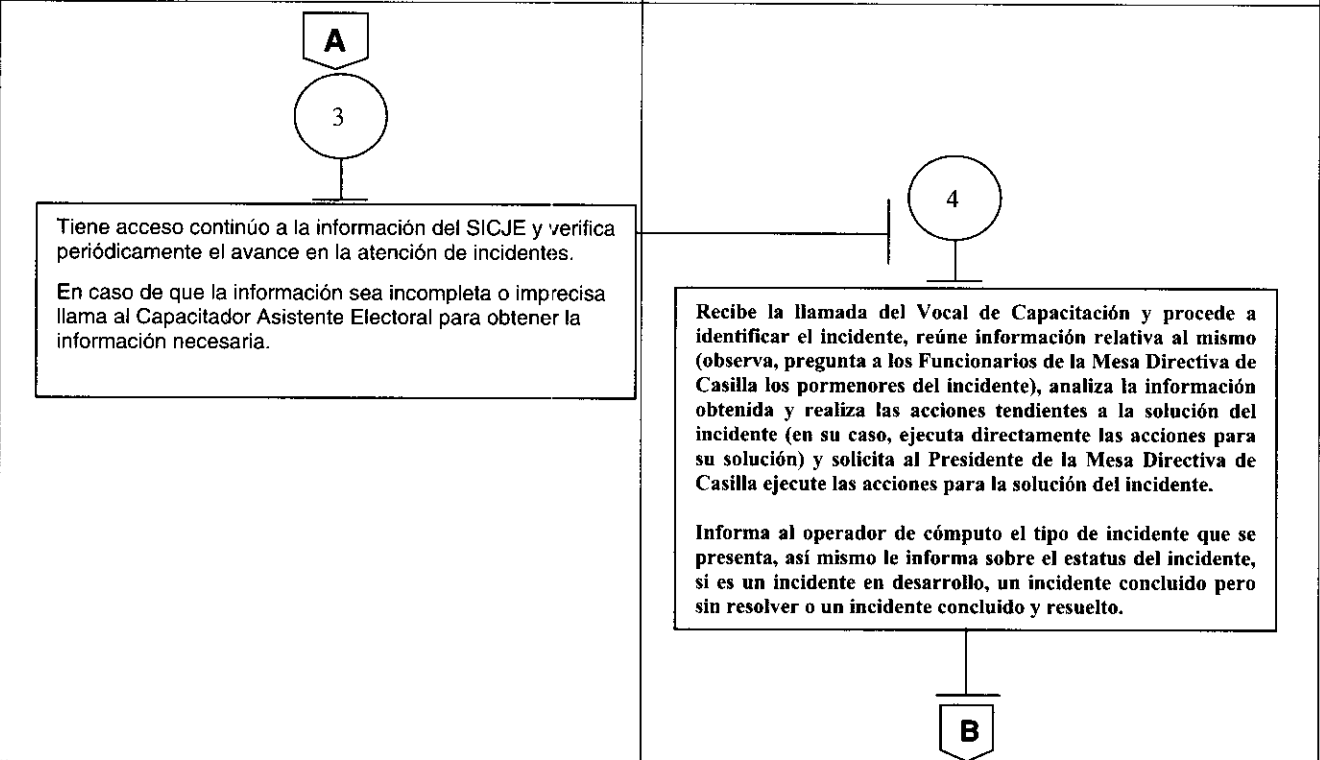 A
3
Tiene acceso continúo a la información del SICJE y verifica
periódicamente el avance en la atención de incidentes.
En caso de que la información sea incompleta o imprecisa
llama al Capacitador Asistente Electoral para obtener la
información necesaria.
4
Recibe la llamada del Vocal de Capacitación y procede a
identificar el incidente, reúne información relativa al mismo
(observa, pregunta a los Funcionarios de la Mesa Directiva de
Casilla los pormenores del incidente), analiza la información
obtenida y realiza las acciones tendientes a la solución del
incidente (en su caso, ejecuta directamente las acciones para
su solución) y solicita al Presidente de la Mesa Directiva de
Casilla ejecute las acciones para la solución del incidente.
Informa al operador de cómputo el tipo de incidente que se
presenta, así mismo le informa sobre el estatus del incidente,
si es un incidente en desarrollo, un incidente concluido pero
sin resolver o un incidente concluido y resuelto.
B